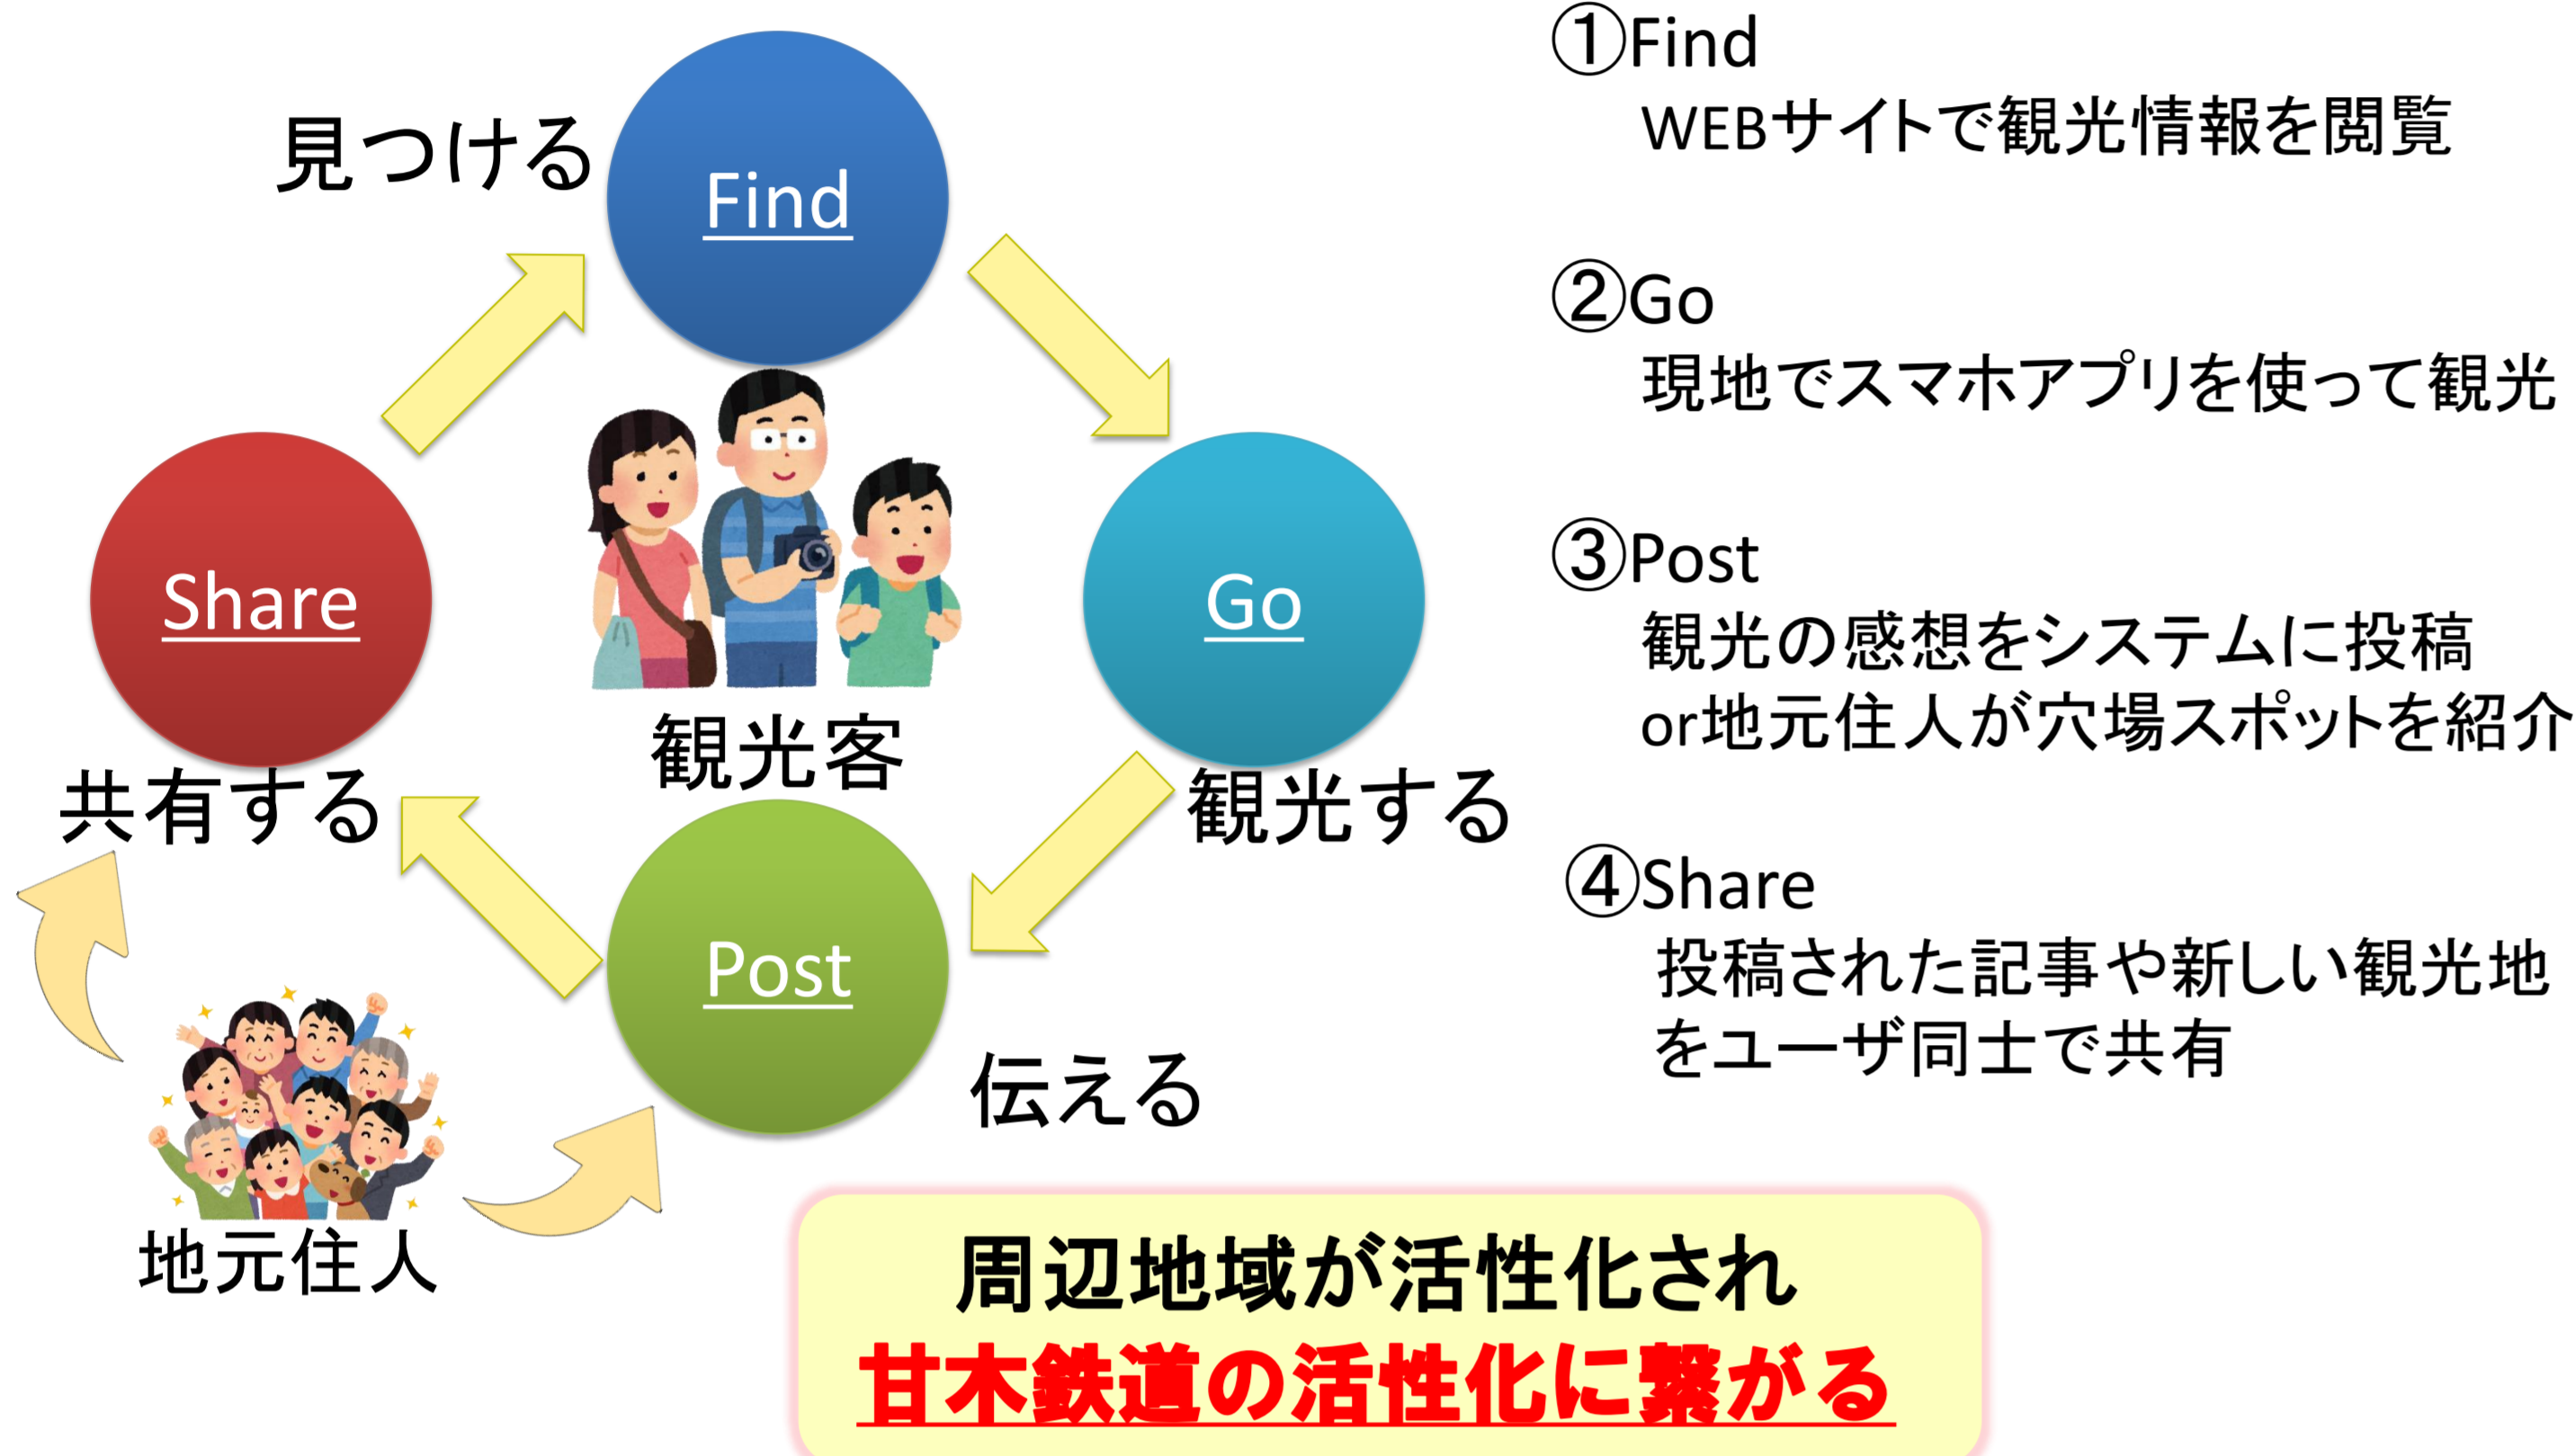 見つける
Find
Share
Go
観光客
共有する
観光する
Post
伝える
地元住人
①Find
WEBサイトで観光情報を閲覧
②Go
現地でスマホアプリを使って観光
③Post
観光の感想をシステムに投稿
or地元住人が穴場スポットを紹介
④Share
投稿された記事や新しい観光地
をユーザ同士で共有
周辺地域が活性化され
甘木鉄道の活性化に繋がる